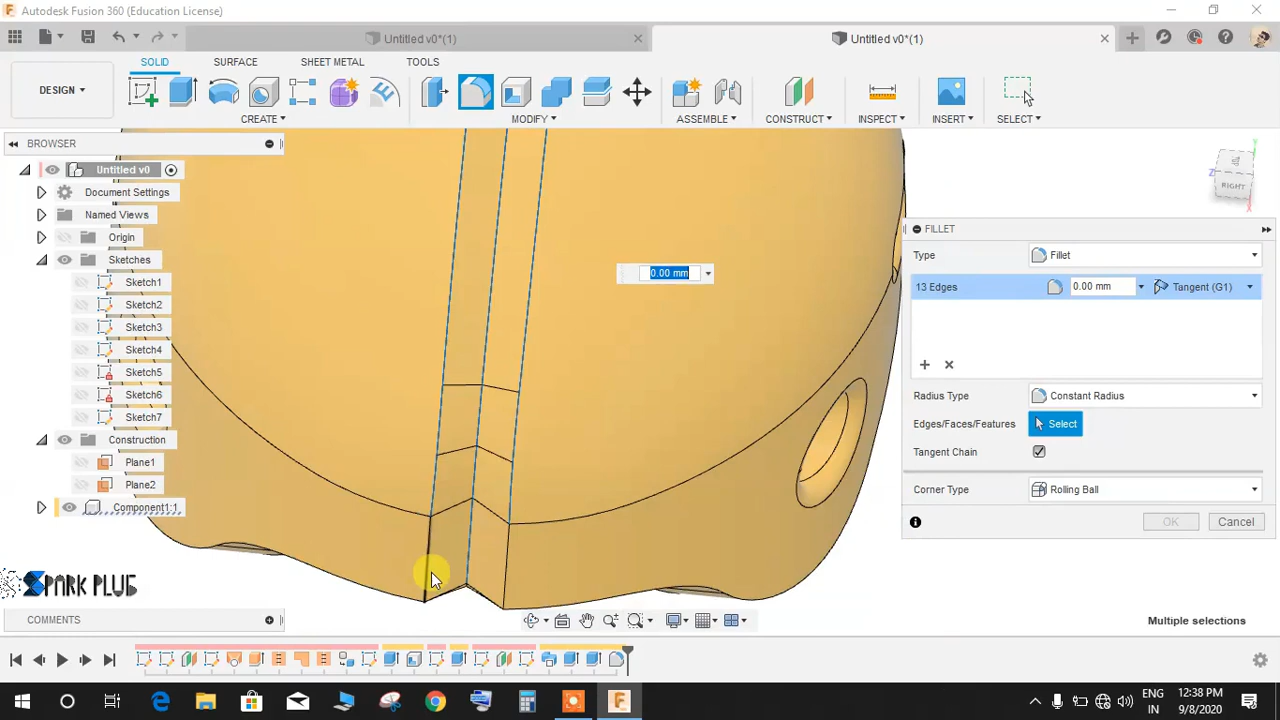 Autodesk Fusion 360 (Education License)
Untitled v0*(1)
Untitled v0*(1)
SOLID
SURFACE
SHEET METAL
TOOLS
DESIGN
CREATE
MODIFY
ASSEMBLE
CONSTRUCT
INSPECT
INSERT
SELECT
BROWSER
Untitled v0
Document Settings
Named Views
Origin
Sketches
Sketch1
Sketch2
Sketch3
Sketch4
Sketch5
Sketch6
Sketch7
Construction
Plane1
Plane2
Component1:1
Z
RIGHT
0.00 mm
FILLET
Type
Fillet
13 Edges
0.00 mm
Tangent (G1)
Radius Type
Constant Radius
Edges/Faces/Features
Select
Tangent Chain
Corner Type
Rolling Ball
OK
Cancel
SPARK PLUG
COMMENTS
Multiple selections
ENG
IN
12:38 PM
9/8/2020